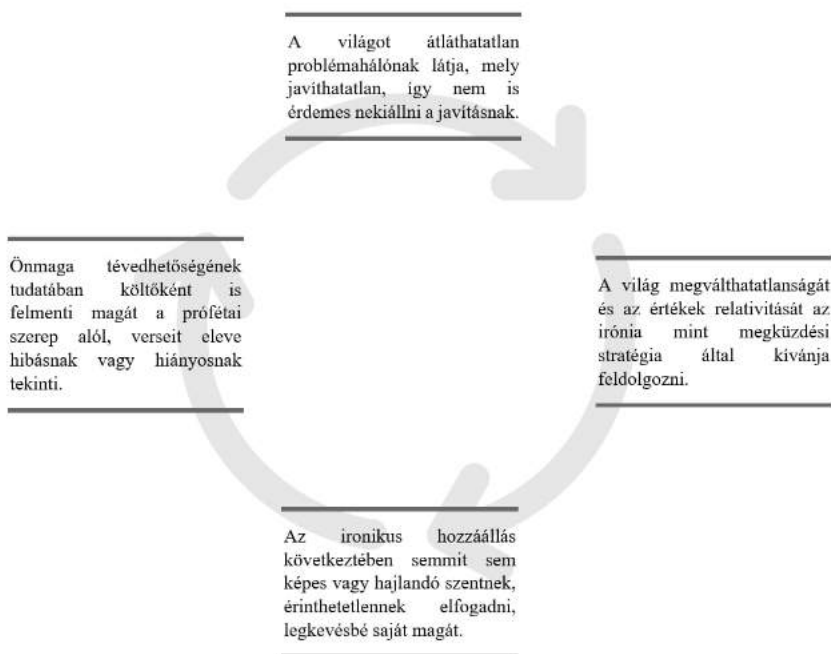 A világot átláthatatlan
problémahálónak látja, mely
javíthatatlan, így nem is
érdemes nekiállni a javításnak.
A világ megválthatatlanságát
és az értékek relativitását az
irónia mint megküzdési
stratégia által kívánja
feldolgozni.
Az ironikus hozzáállás
következtében semmit sem
képes vagy hajlandó szentnek,
érinthetetlennek elfogadni,
legkevésbé saját magát.
Önmaga tévedhetőségének
tudatában költőként is
felmenti magát a prófétai
szerep alól, verseit eleve
hibásnak vagy hiányosnak
tekinti.